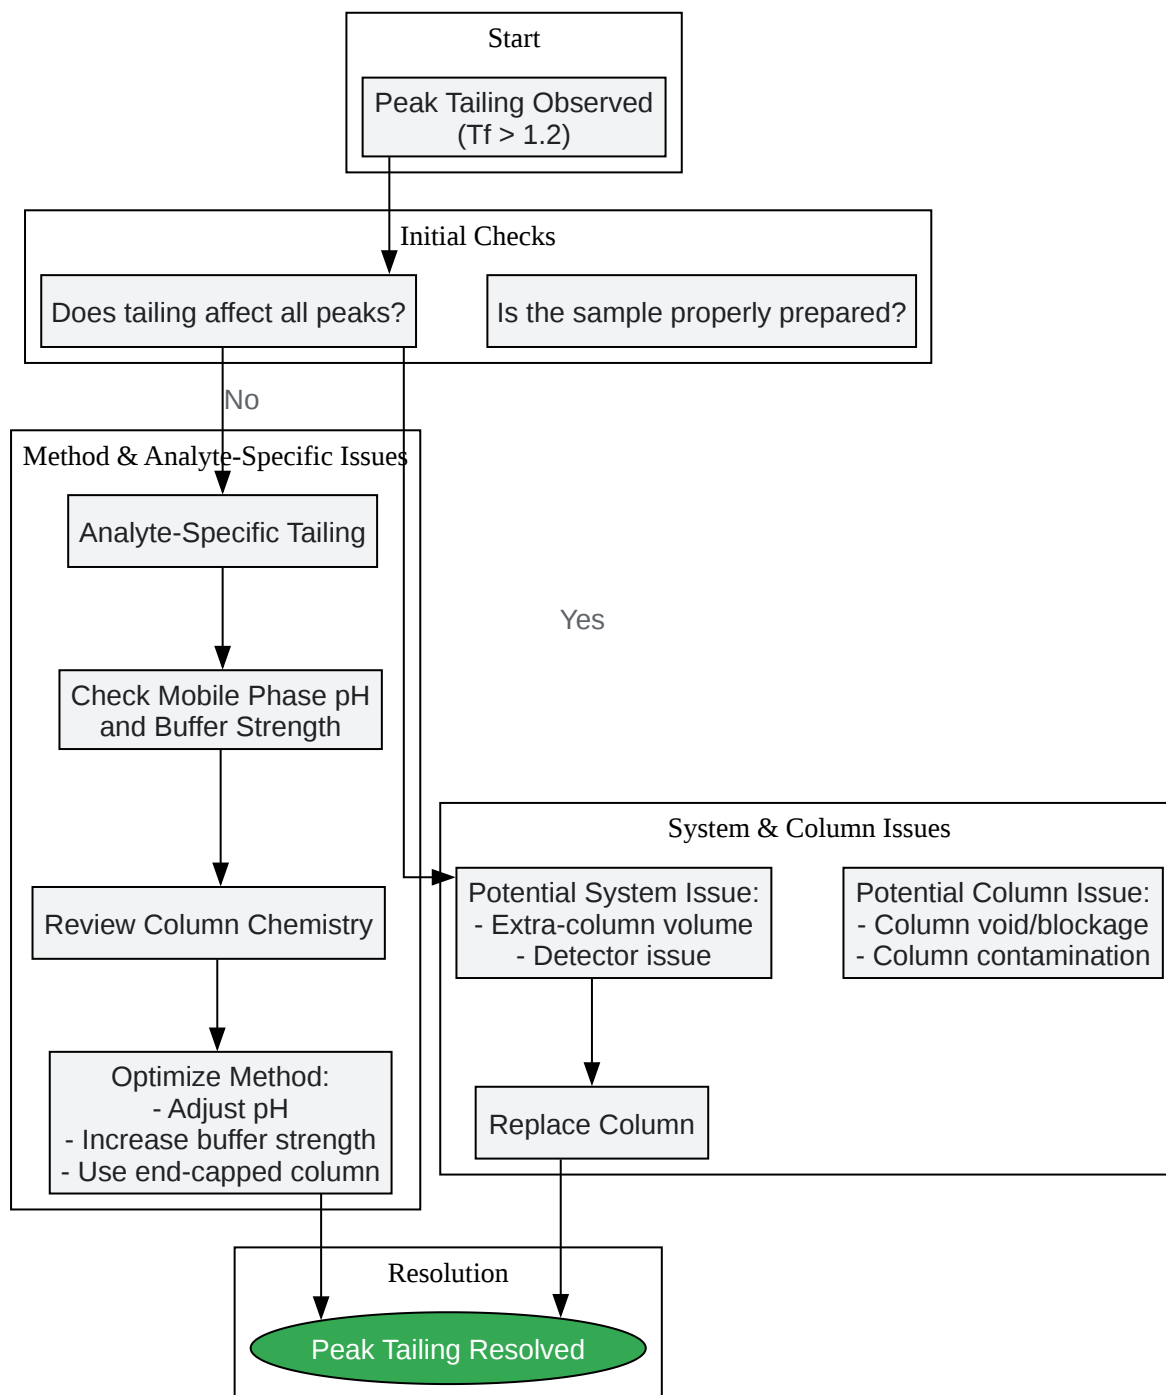 Start
Peak Tailing Observed
(Tf > 1.2)
Initial Checks
Does tailing affect all peaks?
Is the sample properly prepared?
No
Method & Analyte-Specific Issues
Analyte-Specific Tailing
Yes
Check Mobile Phase pH
and Buffer Strength
Review Column Chemistry
Optimize Method:
- Adjust pH
- Increase buffer strength
- Use end-capped column
System & Column Issues
Potential System Issue:
- Extra-column volume
- Detector issue
Potential Column Issue:
- Column void/blockage
- Column contamination
Replace Column
Resolution
Peak Tailing Resolved